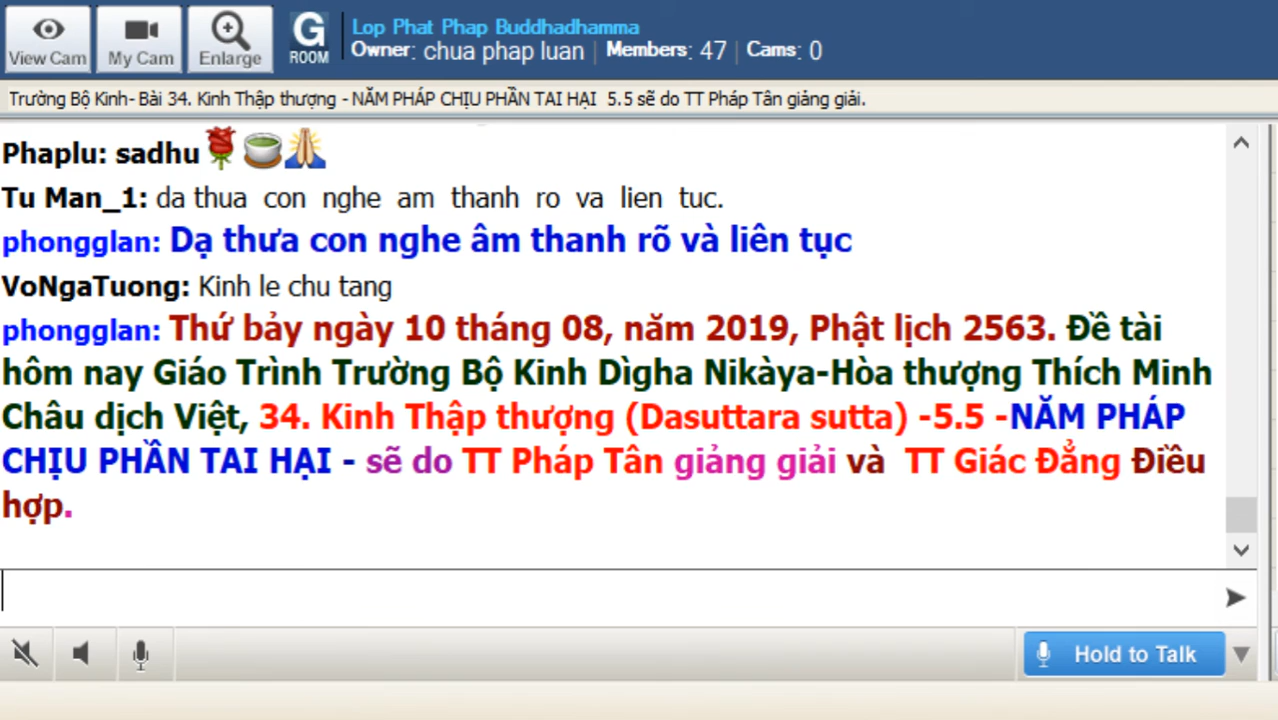 Lop Phat Phap Buddhadhamma
View Cam
My Cam
Enlarge
G ROOM
Owner: chua phap luan | Members: 47 | Cams: 0
Trường Bộ Kinh- Bài 34. Kinh Thập thượng - NĂM PHÁP CHỊU PHẦN TAI HẠI 5.5 sẽ do TT Pháp Tân giảng giải.
Phaplu: sadhu🌹🍵🙏
Tu Man_1: da thua con nghe am thanh ro va lien tuc.
phongglan: Dạ thưa con nghe âm thanh rõ và liên tục
VoNgaTuong: Kinh le chu tang
phongglan: Thứ bảy ngày 10 tháng 08, năm 2019, Phật lịch 2563. Đề tài
hôm nay Giáo Trình Trường Bộ Kinh Dìgha Nikàya-Hòa thượng Thích Minh
Châu dịch Việt, 34. Kinh Thập thượng (Dasuttara sutta) -5.5 -NĂM PHÁP
CHỊU PHẦN TAI HẠI - sẽ do TT Pháp Tân giảng giải và TT Giác Đẳng Điều
hợp.
Hold to Talk